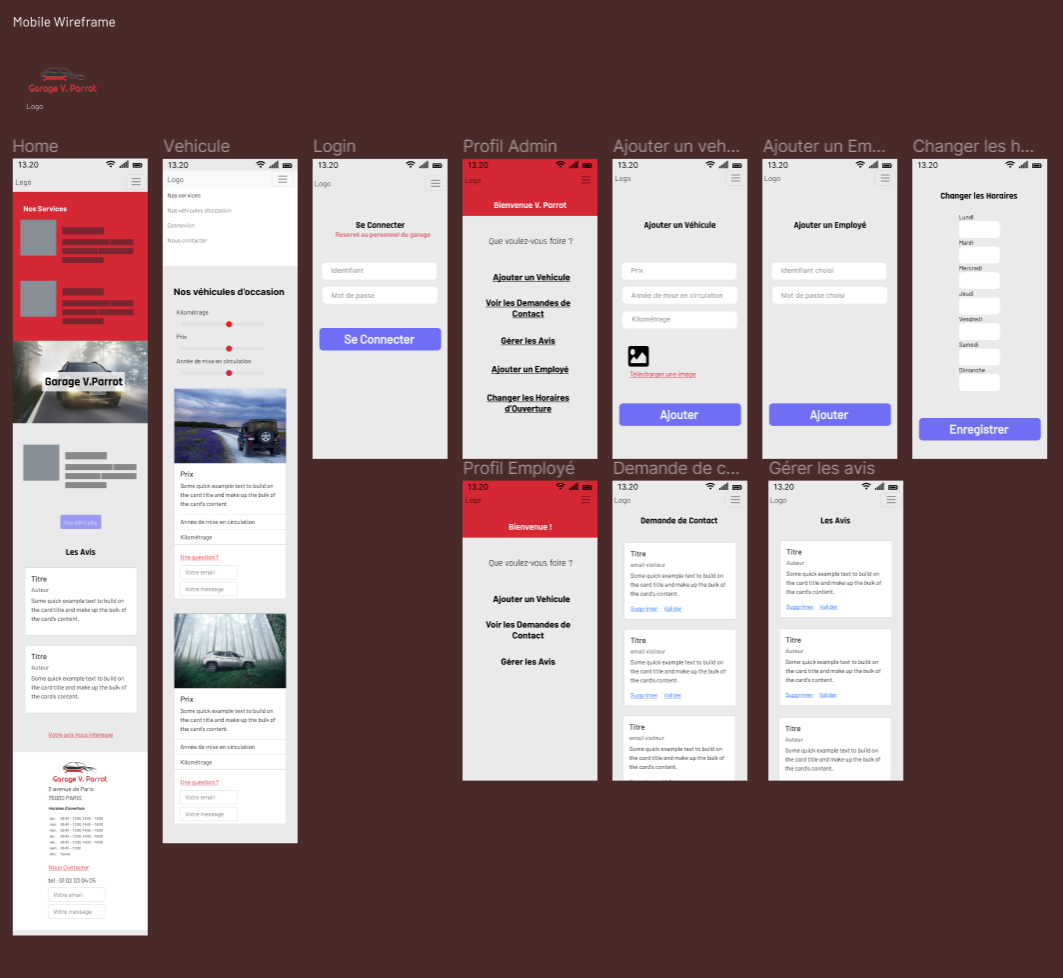 Mobile Wireframe
Garage V. Parrot
Logo
Home
13.20
Logo
Nos Services
Garage V.Parrot
Nos véhicules
Les Avis
Titre
Auteur
Some quick example text to build on
the card title and make up the bulk of
the card's content.
Titre
Auteur
Some quick example text to build on
the card title and make up the bulk of
the card's content.
Votre avis nous intéresse
Garage V. Parrot
2 avenue de Paris
75000 PARIS
Horaires d'ouverture
Nous Contacter
tel : 01 02 03 04 05
Votre email
Votre message
Vehicule
13.20
Logo
Nos services
Nos véhicules d'occasion
Connexion
Nous contacter
Nos véhicules d'occasion
Kilométrage
Prix
Année de mise en circulation
Prix
Some quick example text to build on
the card title and make up the bulk of
the card's content.
Année de mise en circulation
Kilométrage
Une question ?
Votre email
Votre message
Prix
Some quick example text to build on
the card title and make up the bulk of
the card's content.
Année de mise en circulation
Kilométrage
Une question ?
Votre email
Votre message
Login
13.20
Logo
Se Connecter
Reservé au personnel du garage
Identifiant
Mot de passe
Se Connecter
Profil Admin
13.20
Logo
Bienvenue V. Parrot
Que voulez-vous faire ?
Ajouter un Vehicule
Voir les Demandes de
Contact
Gérer les Avis
Ajouter un Employé
Changer les Horaires
d'Ouverture
Ajouter un veh...
13.20
Logo
Ajouter un Véhicule
Prix
Année de mise en circulation
Kilométrage
Télécharger une image
Ajouter
Ajouter un Em...
13.20
Logo
Ajouter un Employé
Identifiant choisi
Mot de passe choisi
Ajouter
Changer les h...
13.20
Changer les Horaires
Lundi
Mardi
Mercredi
Jeudi
Vendredi
Samedi
Dimanche
Enregistrer
Profil Employé
13.20
Logo
Bienvenue !
Que voulez-vous faire ?
Ajouter un Vehicule
Voir les Demandes de
Contact
Gérer les Avis
Demande de c...
13.20
Logo
Demande de Contact
Titre
email visiteur
Some quick example text to build on
the card title and make up the bulk of
the card's content.
Supprimer Valider
Titre
email visiteur
Some quick example text to build on
the card title and make up the bulk of
the card's content.
Supprimer Valider
Titre
email visiteur
Some quick example text to build on
the card title and make up the bulk of
the card's content.
Gérer les avis
13.20
Logo
Les Avis
Titre
Auteur
Some quick example text to build on
the card title and make up the bulk of
the card's content.
Supprimer Valider
Titre
Auteur
Some quick example text to build on
the card title and make up the bulk of
the card's content.
Supprimer Valider
Titre
Auteur
Some quick example text to build on
the card title and make up the bulk of
the card's content.